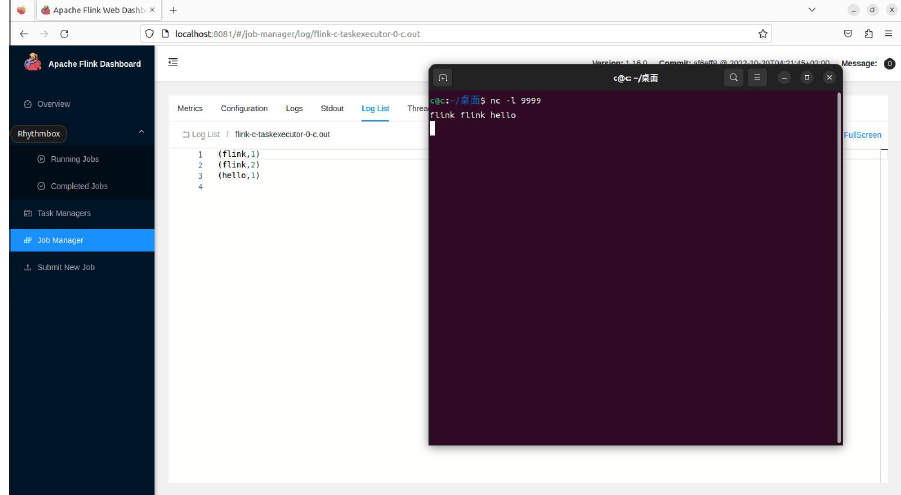 Apache Flink Web Dashb
localhost:8081/#/job-manager/log/flink-c-taskexecutor-0-c.out
Apache Flink Dashboard
Version: 1.16.0 Commit: af6eff8 @ 2022-10-20T04:21:45+02:00 Message: 0
Overview
Rhythmbox
Running Jobs
Completed Jobs
Task Managers
Job Manager
Submit New Job
Metrics Configuration Logs Stdout Log List Threa
Log List / flink-c-taskexecutor-0-c.out
FullScreen
1 (flink,1)
2 (flink,2)
3 (hello,1)
4
c@c: ~/桌面
c@c:~/桌面$ nc -l 9999
flink flink hello